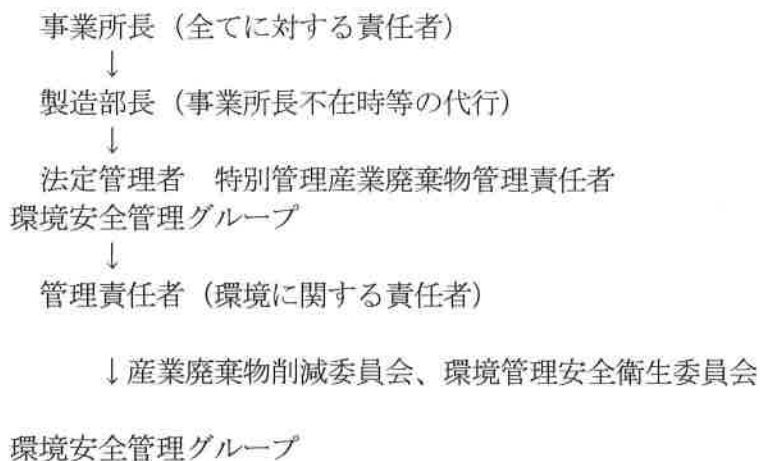 事業所長（全てに対する責任者）
↓
製造部長（事業所長不在時等の代行）
↓
法定管理者　特別管理産業廃棄物管理責任者
環境安全管理グループ
↓
管理責任者（環境に関する責任者）
↓産業廃棄物削減委員会、環境管理安全衛生委員会
環境安全管理グループ